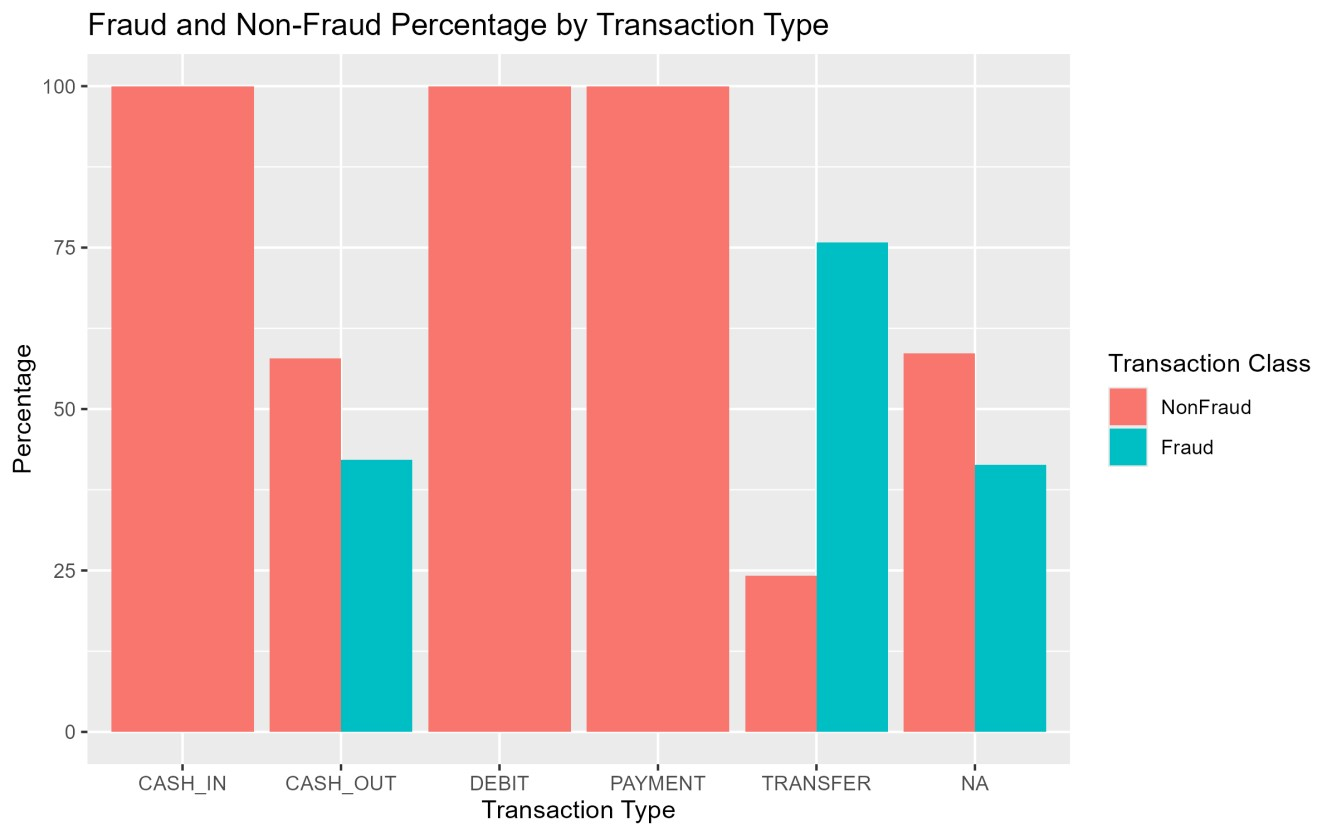 Fraud and Non-Fraud Percentage by Transaction Type
100
75
50
25
0
Percentage
CASH_IN CASH_OUT DEBIT PAYMENT TRANSFER NA
Transaction Type
Transaction Class
NonFraud
Fraud